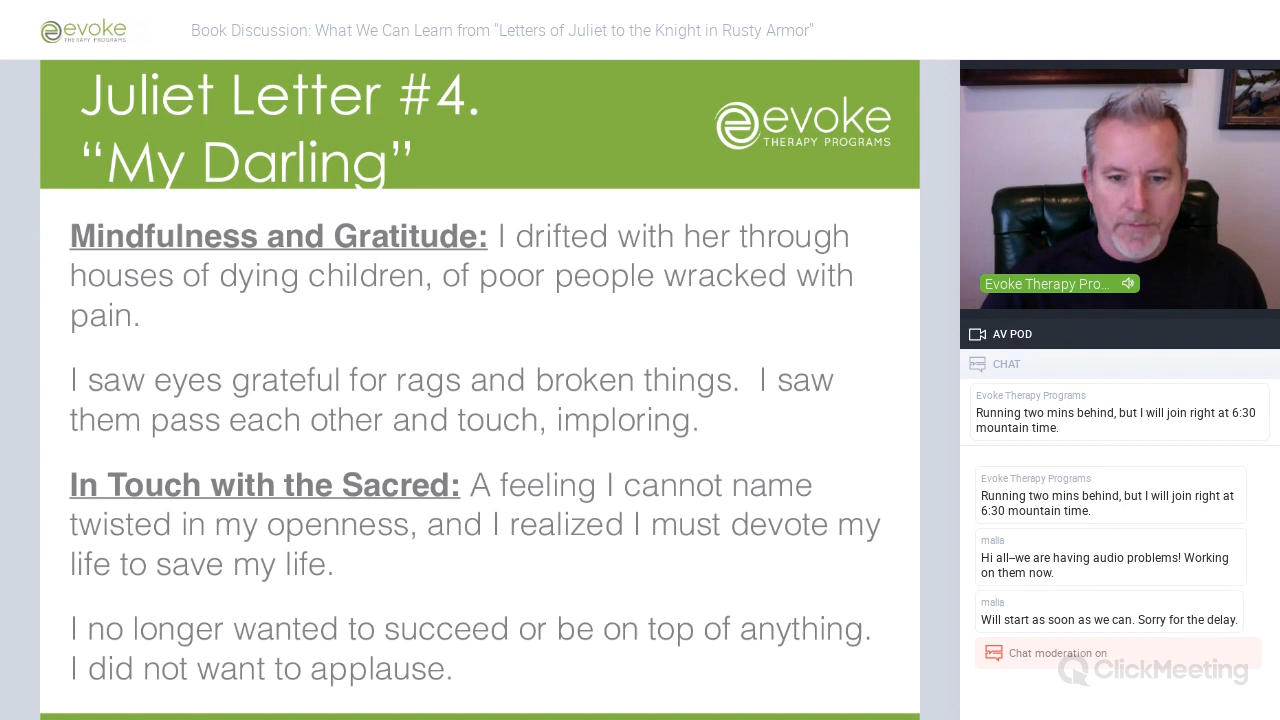 evoke
THERAPY PROGRAMS
Book Discussion: What We Can Learn from "Letters of Juliet to the Knight in Rusty Armor"
Juliet Letter #4.
“My Darling”
evoke
THERAPY PROGRAMS
Mindfulness and Gratitude: I drifted with her through
houses of dying children, of poor people wracked with
pain.
I saw eyes grateful for rags and broken things.  I saw
them pass each other and touch, imploring.
In Touch with the Sacred: A feeling I cannot name
twisted in my openness, and I realized I must devote my
life to save my life.
I no longer wanted to succeed or be on top of anything.
I did not want to applause.
Evoke Therapy Pro...
AV POD
CHAT
Evoke Therapy Programs
Running two mins behind, but I will join right at 6:30
mountain time.
Evoke Therapy Programs
Running two mins behind, but I will join right at
6:30 mountain time.
malia
Hi all–we are having audio problems! Working
on them now.
malia
Will start as soon as we can. Sorry for the delay.
Chat moderation on
ClickMeeting